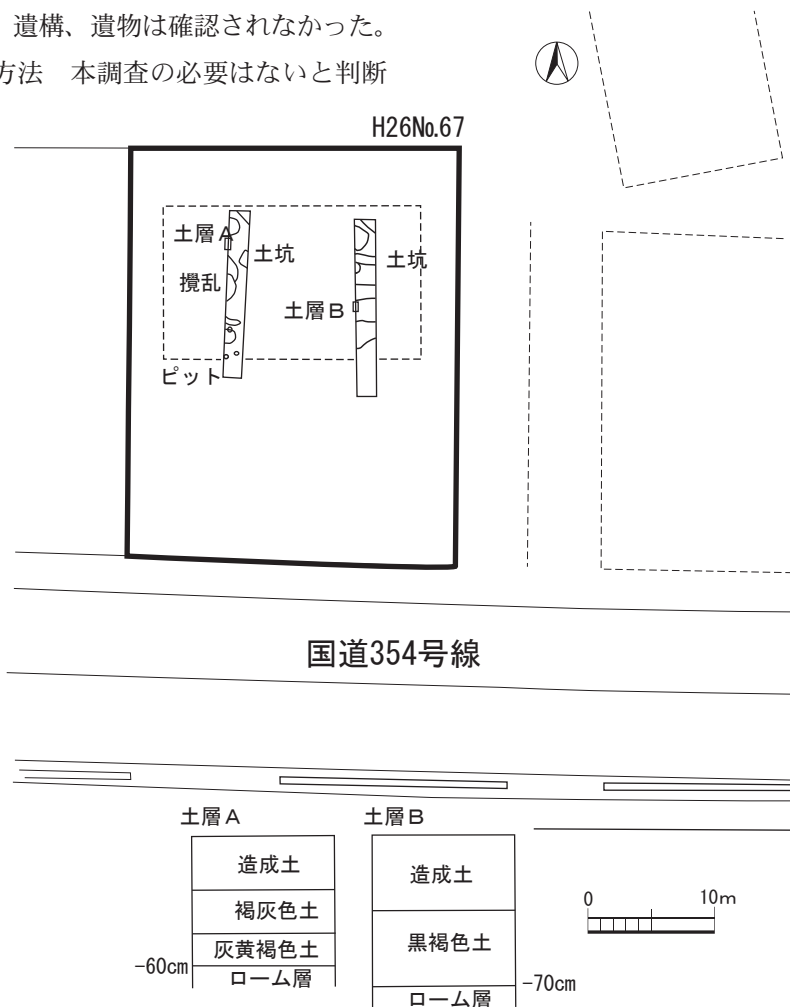 遺構、遺物は確認されなかった。
方法　本調査の必要はないと判断
H26No.67
土層A
土坑
土坑
攪乱
土層B
ピット
国道354号線
土層A
土層B
造成土
造成土
褐灰色土
黒褐色土
灰黄褐色土
-60cm
ローム層
-70cm
ローム層
0
10m